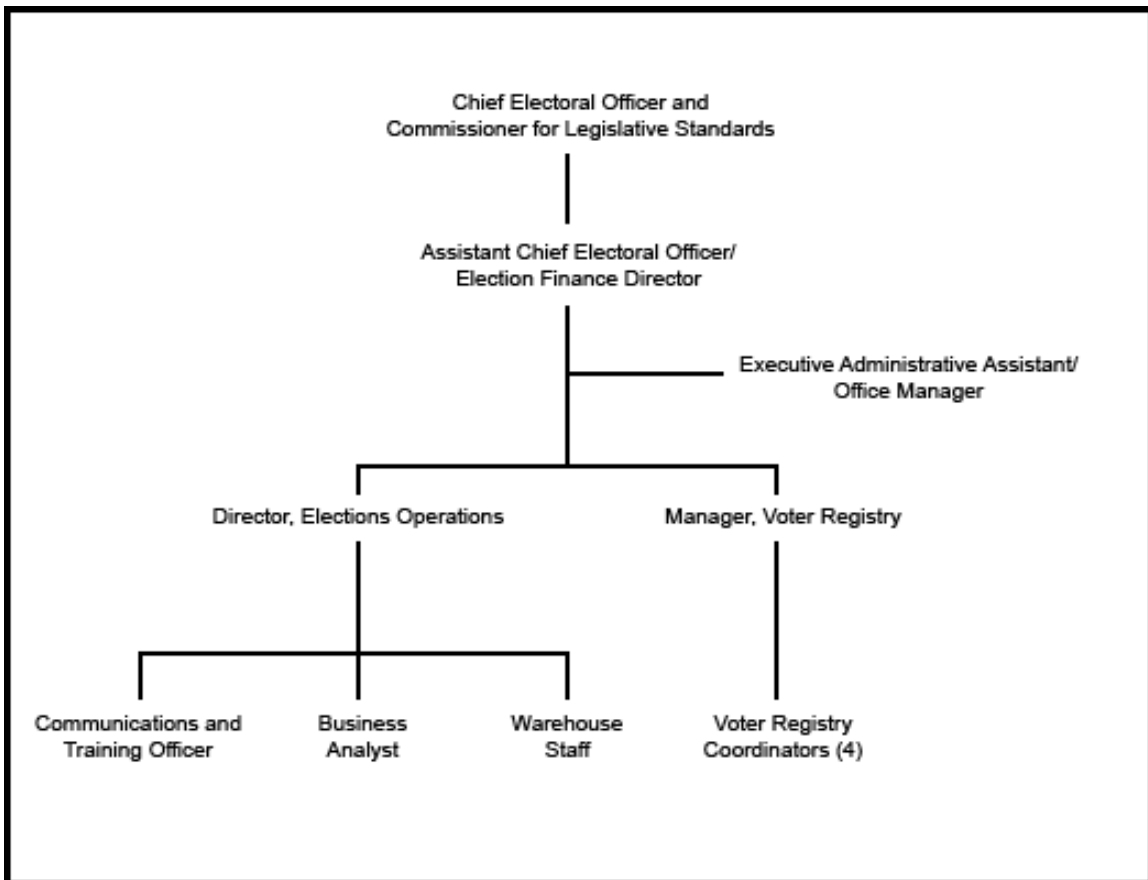 Chief Electoral Officer and
Commissioner for Legislative Standards
Assistant Chief Electoral Officer/
Election Finance Director
Executive Administrative Assistant/
Office Manager
Director, Elections Operations
Manager, Voter Registry
Communications and
Training Officer
Business
Analyst
Warehouse
Staff
Voter Registry
Coordinators (4)